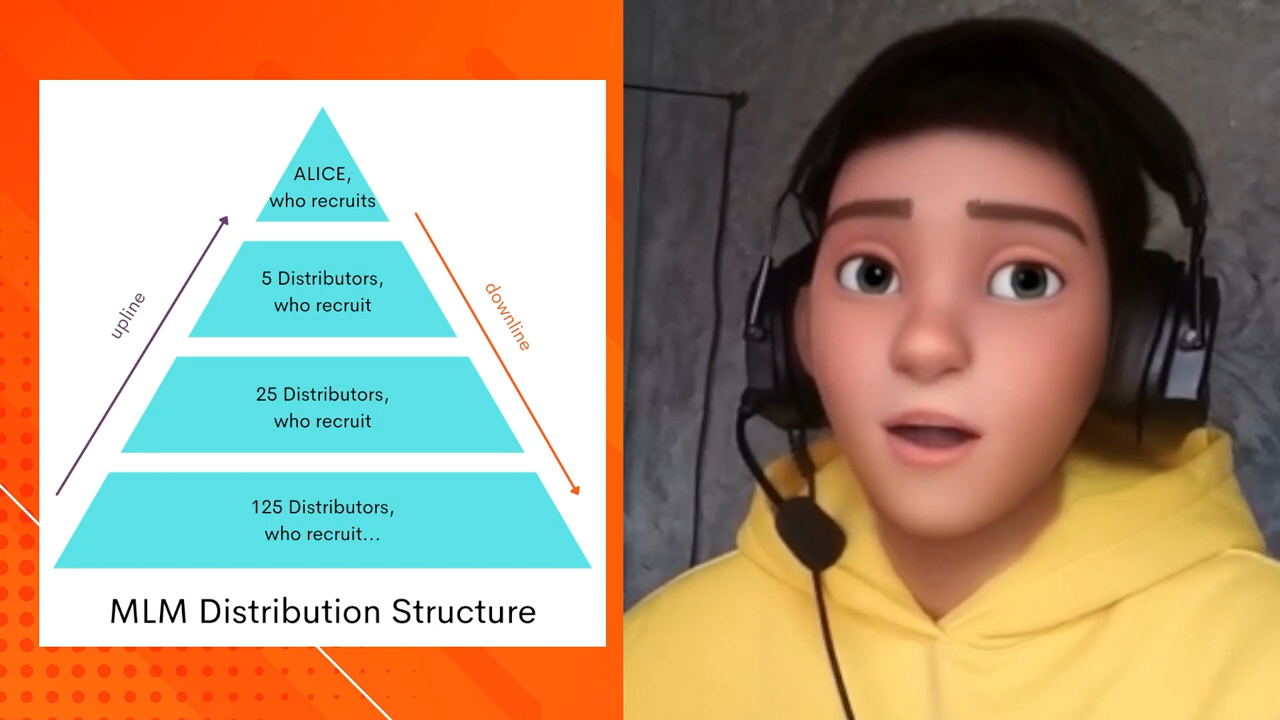 ALICE,
who recruits
5 Distributors,
who recruit
25 Distributors,
who recruit
125 Distributors,
who recruit...
upline
downline
MLM Distribution Structure